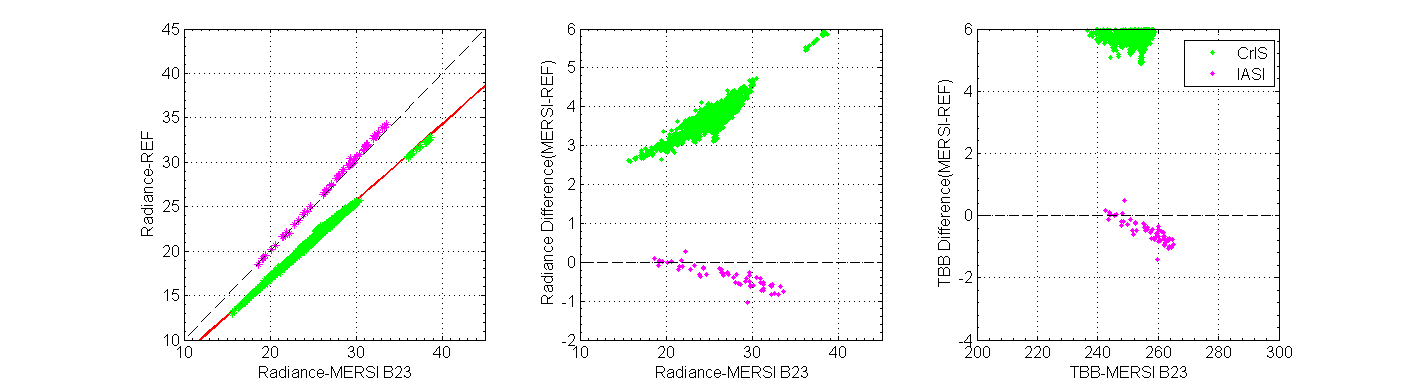 45
40
35
30
25
20
15
10
10 20 30 40
Radiance-REF
Radiance-MERSI B23
6
5
4
3
2
1
0
-1
-2
10 20 30 40
Radiance Difference(MERSI-REF)
Radiance-MERSI B23
6
4
2
0
-2
-4
200 220 240 260 280 300
TBB Difference(MERSI-REF)
TBB-MERSI B23
CrIS
IASI